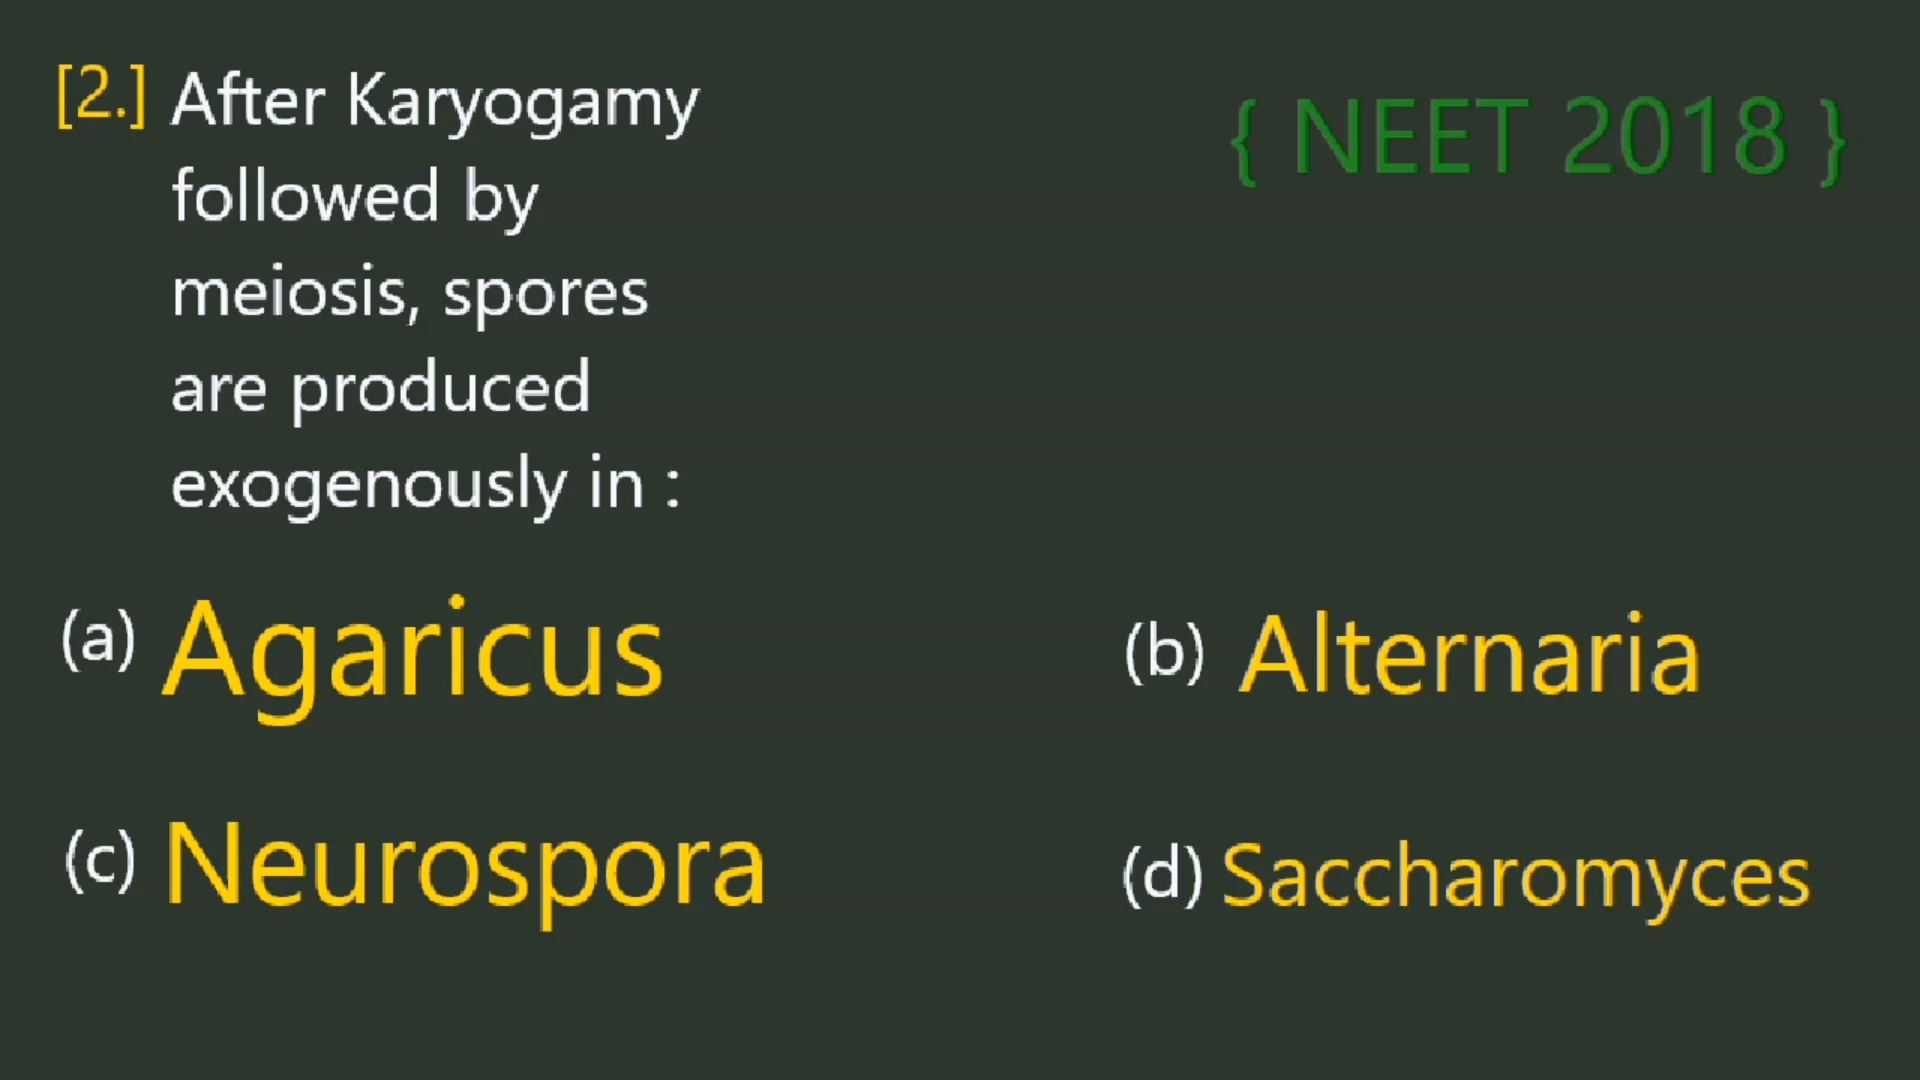 [2.] After Karyogamy
followed by
meiosis, spores
are produced
exogenously in :
{ NEET 2018 }
(a) Agaricus
(b) Alternaria
(c) Neurospora
(d) Saccharomyces